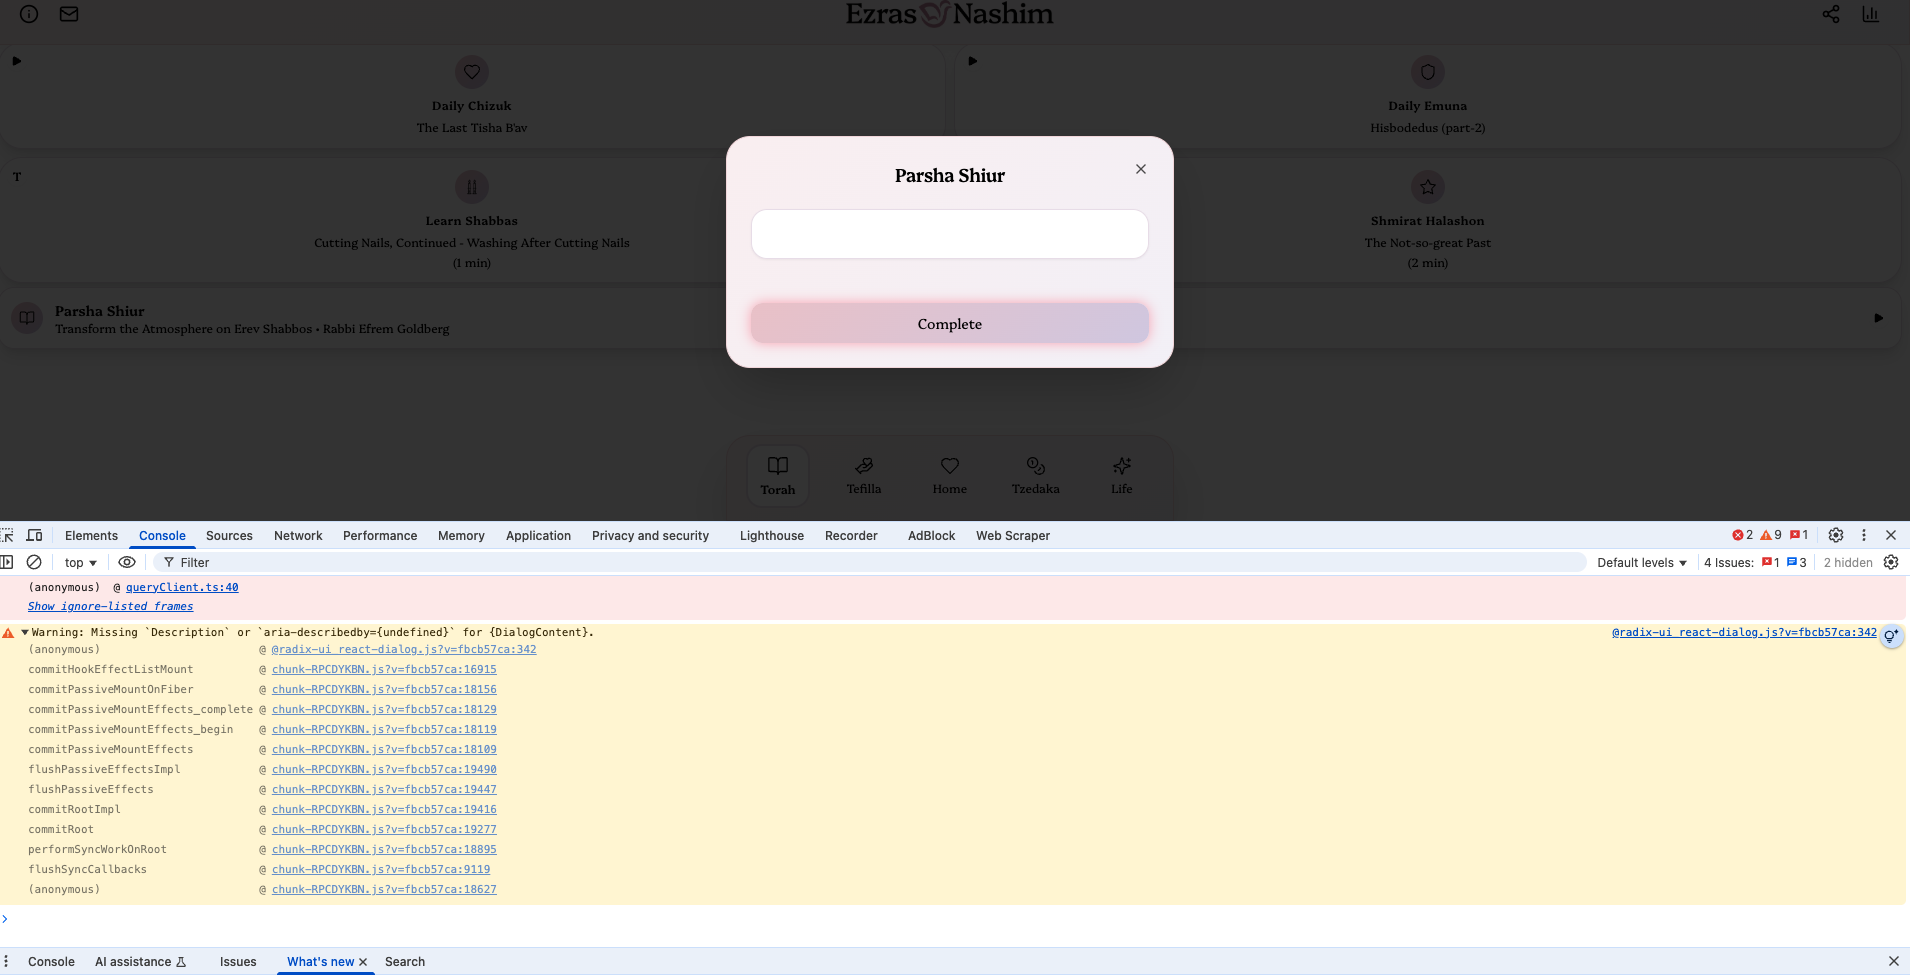 Ezras Nashim
Daily Chizuk
The Last Tisha B'av
Daily Emuna
Hisbodedus (part-2)
T
Learn Shabbas
Cutting Nails, Continued - Washing After Cutting Nails
(1 min)
Shmirat Halashon
The Not-so-great Past
(2 min)
Parsha Shiur
Transform the Atmosphere on Erev Shabbos • Rabbi Efrem Goldberg
Parsha Shiur
Complete
Torah
Tefilla
Home
Tzedaka
Life
Elements Console Sources Network Performance Memory Application Privacy and security Lighthouse Recorder AdBlock Web Scraper 2 9 1
top Filter Default levels 4 Issues: 1 3 2 hidden
(anonymous) @ queryClient.ts:40
Show ignore-listed frames
Warning: Missing `Description` or `aria-describedby={undefined}` for {DialogContent}. @radix-ui_react-dialog.js?v=fbcb57ca:342
(anonymous) @ @radix-ui_react-dialog.js?v=fbcb57ca:342
commitHookEffectListMount @ chunk-RPCDYKBN.js?v=fbcb57ca:16915
commitPassiveMountOnFiber @ chunk-RPCDYKBN.js?v=fbcb57ca:18156
commitPassiveMountEffects_complete @ chunk-RPCDYKBN.js?v=fbcb57ca:18129
commitPassiveMountEffects_begin @ chunk-RPCDYKBN.js?v=fbcb57ca:18119
commitPassiveMountEffects @ chunk-RPCDYKBN.js?v=fbcb57ca:18109
flushPassiveEffectsImpl @ chunk-RPCDYKBN.js?v=fbcb57ca:19490
flushPassiveEffects @ chunk-RPCDYKBN.js?v=fbcb57ca:19447
commitRootImpl @ chunk-RPCDYKBN.js?v=fbcb57ca:19416
commitRoot @ chunk-RPCDYKBN.js?v=fbcb57ca:19277
performSyncWorkOnRoot @ chunk-RPCDYKBN.js?v=fbcb57ca:18895
flushSyncCallbacks @ chunk-RPCDYKBN.js?v=fbcb57ca:9119
(anonymous) @ chunk-RPCDYKBN.js?v=fbcb57ca:18627
Console AI assistance Issues What's new Search